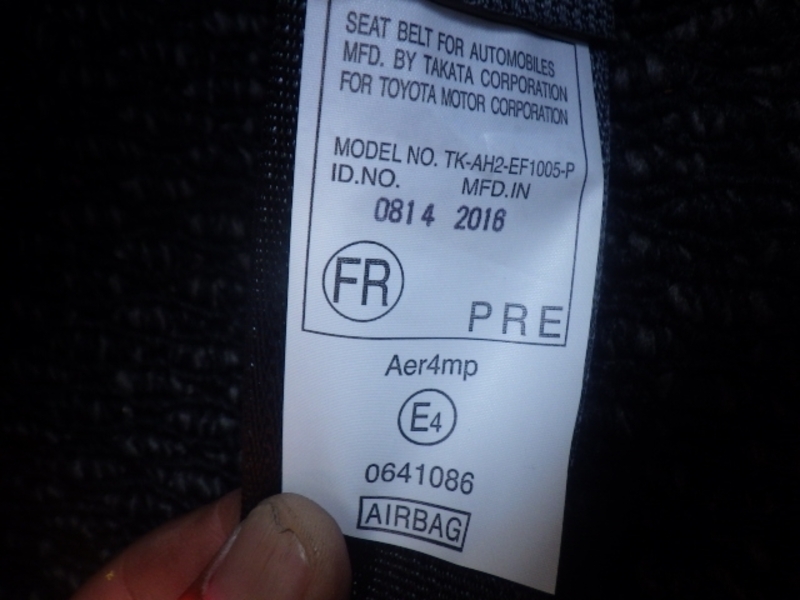 SEAT BELT FOR AUTOMOBILES
MFD. BY TAKATA CORPORATION
FOR TOYOTA MOTOR CORPORATION
MODEL NO. TK-AH2-EF1005-P
ID.NO. MFD.IN
0814 2016
FR
PRE
Aer4mp
E4
0641086
AIRBAG